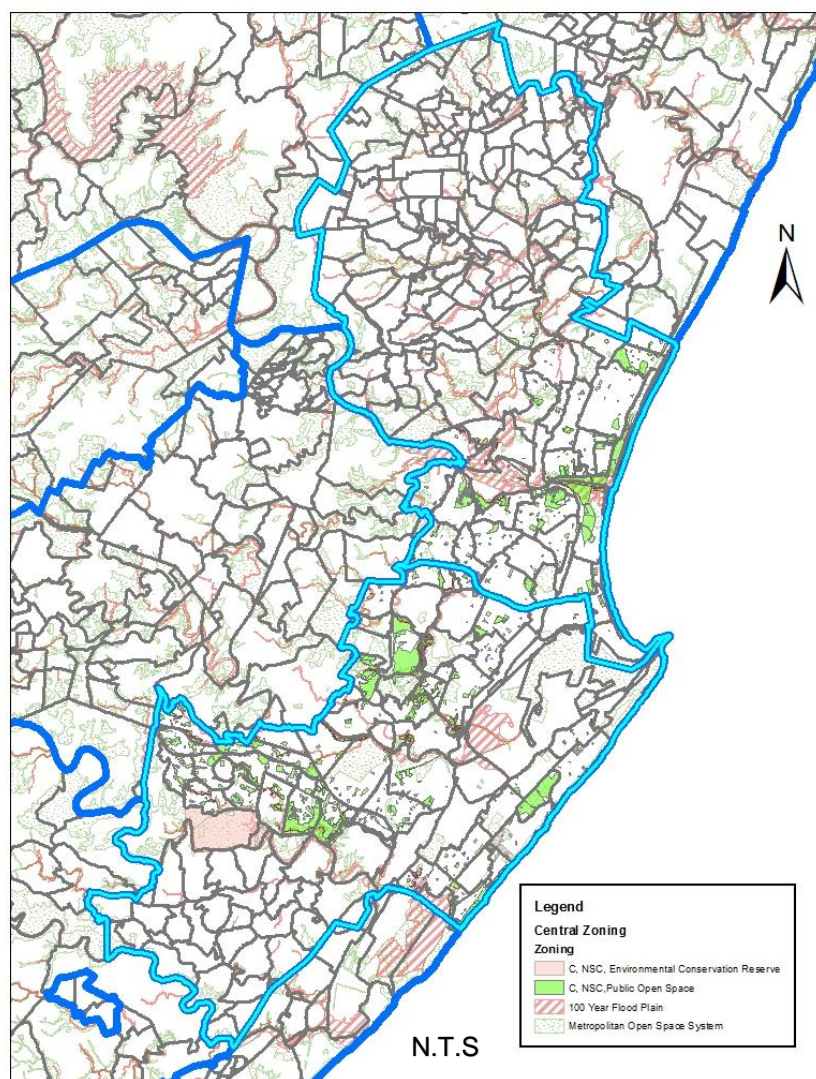 N
Legend
Central Zoning
Zoning
C, NSC, Environmental Conservation Reserve
C, NSC,Public Open Space
100 Year Flood Plain
Metropolitan Open Space System
N.T.S